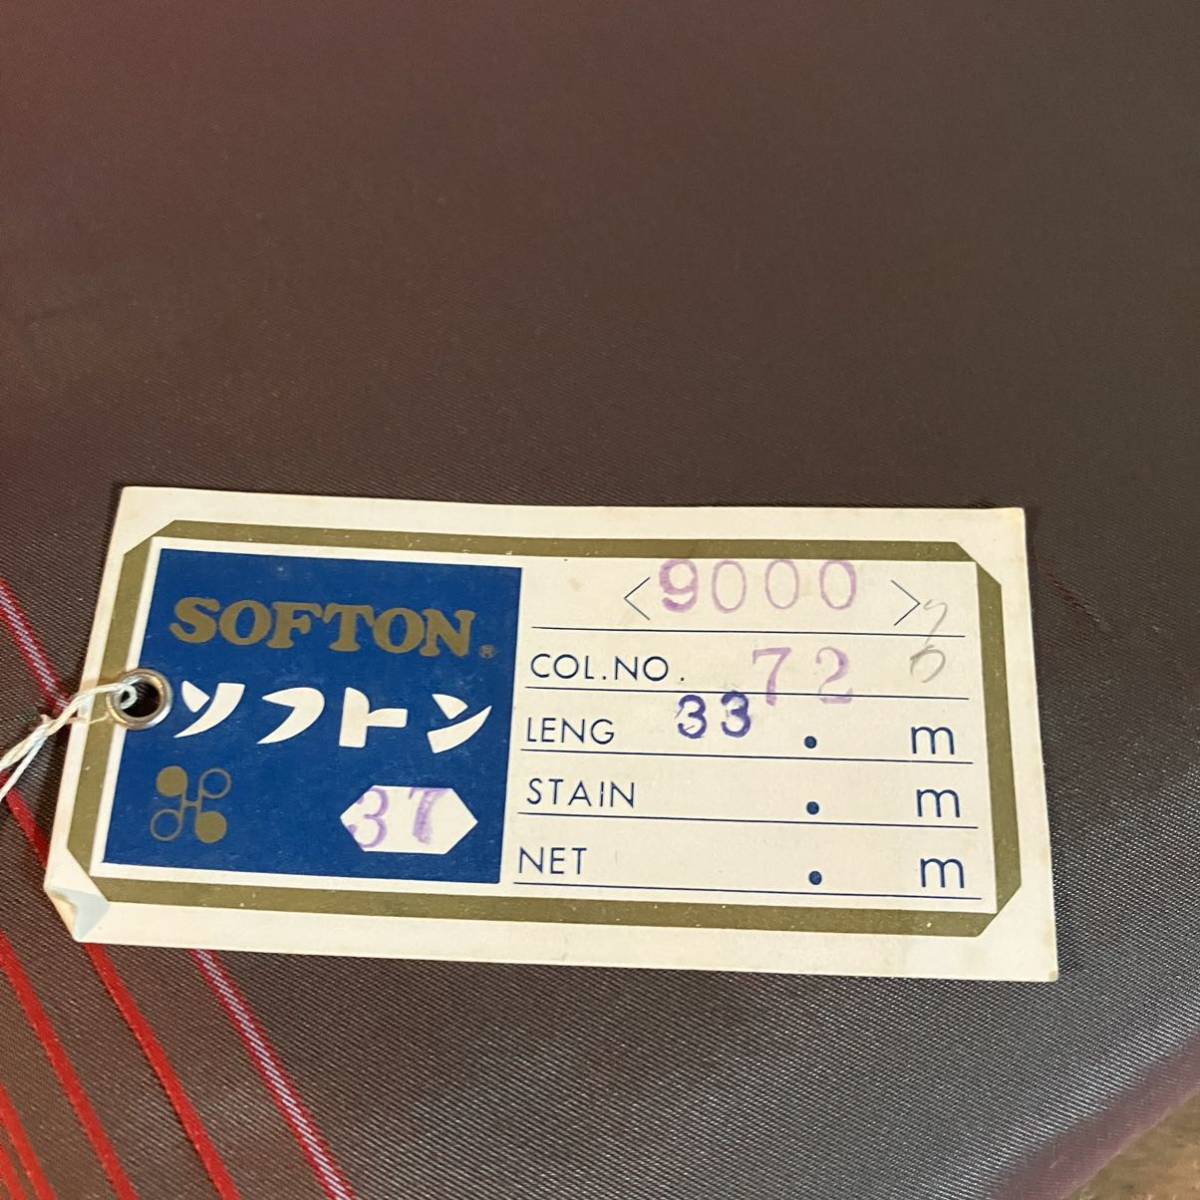 SOFTON®
ソフトン
37
<9000>
COL.NO. 72
LENG 33 . m
STAIN . m
NET . m